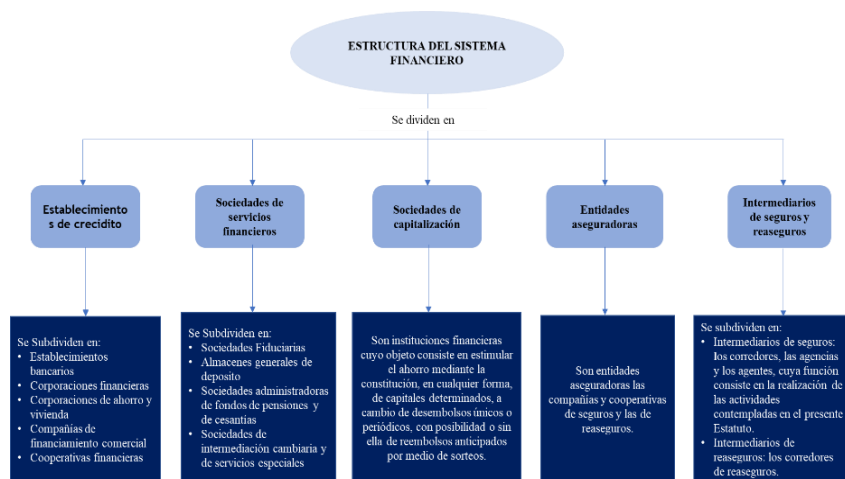 ESTRUCTURA DEL SISTEMA
FINANCIERO
Se dividen en
Establecimiento
s de crecidito
Sociedades de
servicios
financieros
Sociedades de
capitalización
Entidades
aseguradoras
Intermediarios
de seguros y
reaseguros
Se Subdividen en:
• Establecimientos
bancarios
• Corporaciones financieras
• Corporaciones de ahorro y
vivienda
• Compañías de
financiamiento comercial
• Cooperativas financieras
Se Subdividen en:
• Sociedades Fiduciarias
• Almacenes generales de
deposito
• Sociedades administradoras
de fondos de pensiones y de
cesantías
• Sociedades de
intermediación cambiaria y
de servicios especiales
Son instituciones financieras
cuyo objeto consiste en estimular
el ahorro mediante la
constitución, en cualquier forma,
de capitales determinados, a
cambio de desembolsos únicos o
periódicos, con posibilidad o sin
ella de reembolsos anticipados
por medio de sorteos.
Son entidades
aseguradoras las
compañías y cooperativas
de seguros y las de
reaseguros.
Se subdividen en:
• Intermediarios de seguros:
los corredores, las agencias
y los agentes, cuya función
consiste en la realización de
las actividades
contempladas en el presente
Estatuto.
• Intermediarios de
reaseguros: los corredores
de reaseguros.